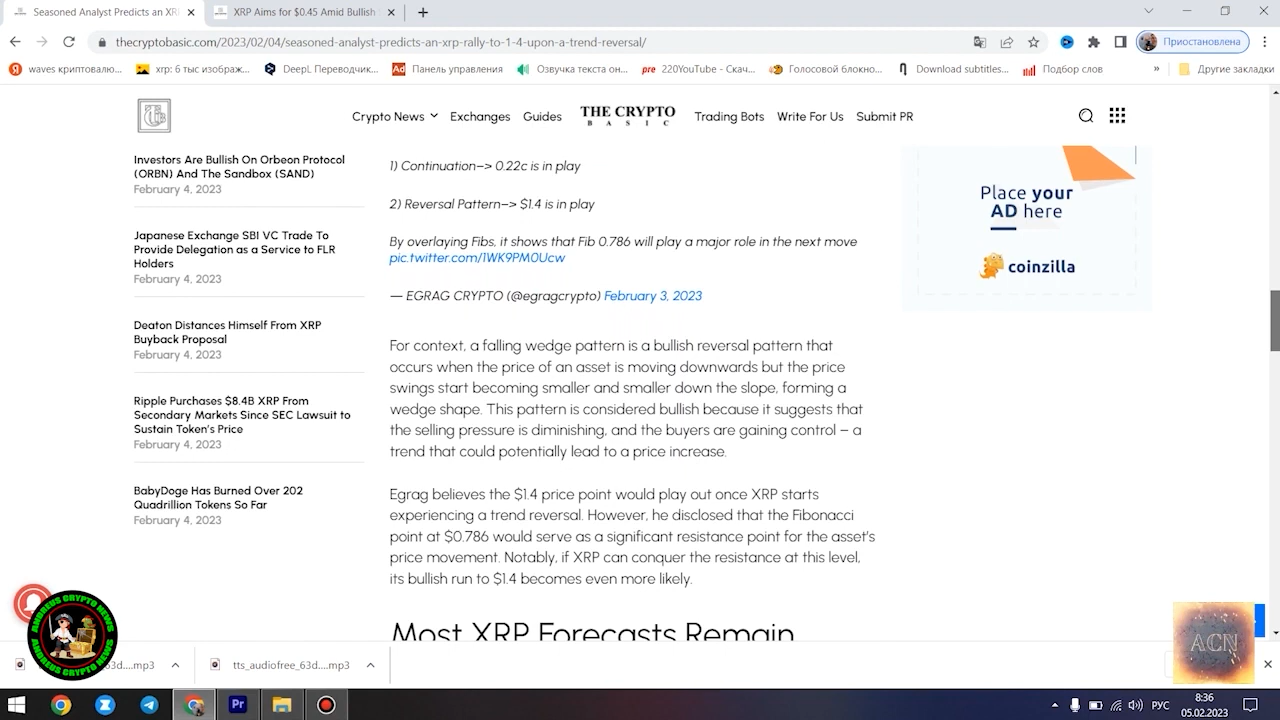 Seasoned Analyst Predicts an XRP
XRP Aims for $0.45 Amid Bullish
thecryptobasic.com/2023/02/04/seasoned-analyst-predicts-an-xrp-rally-to-1-4-upon-a-trend-reversal/
Приостановлена
waves криптовалю...
xrp: 6 тыс изображ...
DeepL Переводчик...
Панель управления
Озвучка текста он...
220YouTube - Скач...
Голосовой блокно...
Download subtitles...
Подбор слов
»
Другие закладки
Crypto News
Exchanges
Guides
THE CRYPTO
BASIC
Trading Bots
Write For Us
Submit PR
Investors Are Bullish On Orbeon Protocol
(ORBN) And The Sandbox (SAND)
February 4, 2023
Japanese Exchange SBI VC Trade To
Provide Delegation as a Service to FLR
Holders
February 4, 2023
Deaton Distances Himself From XRP
Buyback Proposal
February 4, 2023
Ripple Purchases $8.4B XRP From
Secondary Markets Since SEC Lawsuit to
Sustain Token's Price
February 4, 2023
BabyDoge Has Burned Over 202
Quadrillion Tokens So Far
February 4, 2023
1) Continuation–> 0.22c is in play
2) Reversal Pattern–> $1.4 is in play
By overlaying Fibs, it shows that Fib 0.786 will play a major role in the next move
pic.twitter.com/1WK9PM0Ucw
— EGRAG CRYPTO (@egragcrypto) February 3, 2023
For context, a falling wedge pattern is a bullish reversal pattern that
occurs when the price of an asset is moving downwards but the price
swings start becoming smaller and smaller down the slope, forming a
wedge shape. This pattern is considered bullish because it suggests that
the selling pressure is diminishing, and the buyers are gaining control – a
trend that could potentially lead to a price increase.
Egrag believes the $1.4 price point would play out once XRP starts
experiencing a trend reversal. However, he disclosed that the Fibonacci
point at $0.786 would serve as a significant resistance point for the asset's
price movement. Notably, if XRP can conquer the resistance at this level,
its bullish run to $1.4 becomes even more likely.
Most XRP Forecasts Remain
Place your
AD here
coinzilla
ANDREUS CRYPTO NEWS
ANDREUS CRYPTO NEWS
ACN
63d....mp3
tts_audiofree_63d....mp3
РУС
8:36
05.02.2023